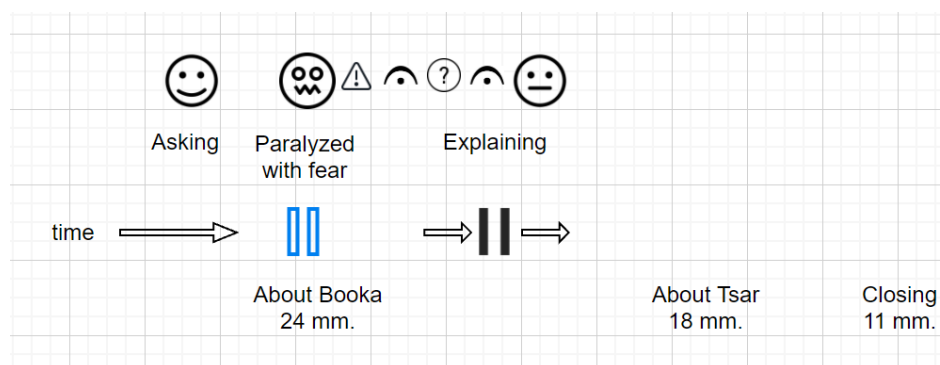 ?
Asking
Paralyzed
with fear
Explaining
time
About Booka
24 mm.
About Tsar
18 mm.
Closing
11 mm.